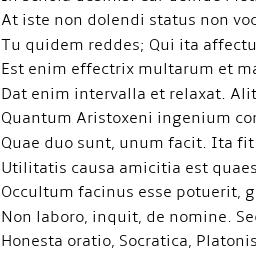 At iste non dolendi status non voc
Tu quidem reddes; Qui ita affectu
Est enim effectrix multarum et ma
Dat enim intervalla et relaxat. Alit
Quantum Aristoxeni ingenium co
Quae duo sunt, unum facit. Ita fit
Utilitatis causa amicitia est quaes
Occultum facinus esse potuerit, g
Non laboro, inquit, de nomine. Se
Honesta oratio, Socratica, Platonis